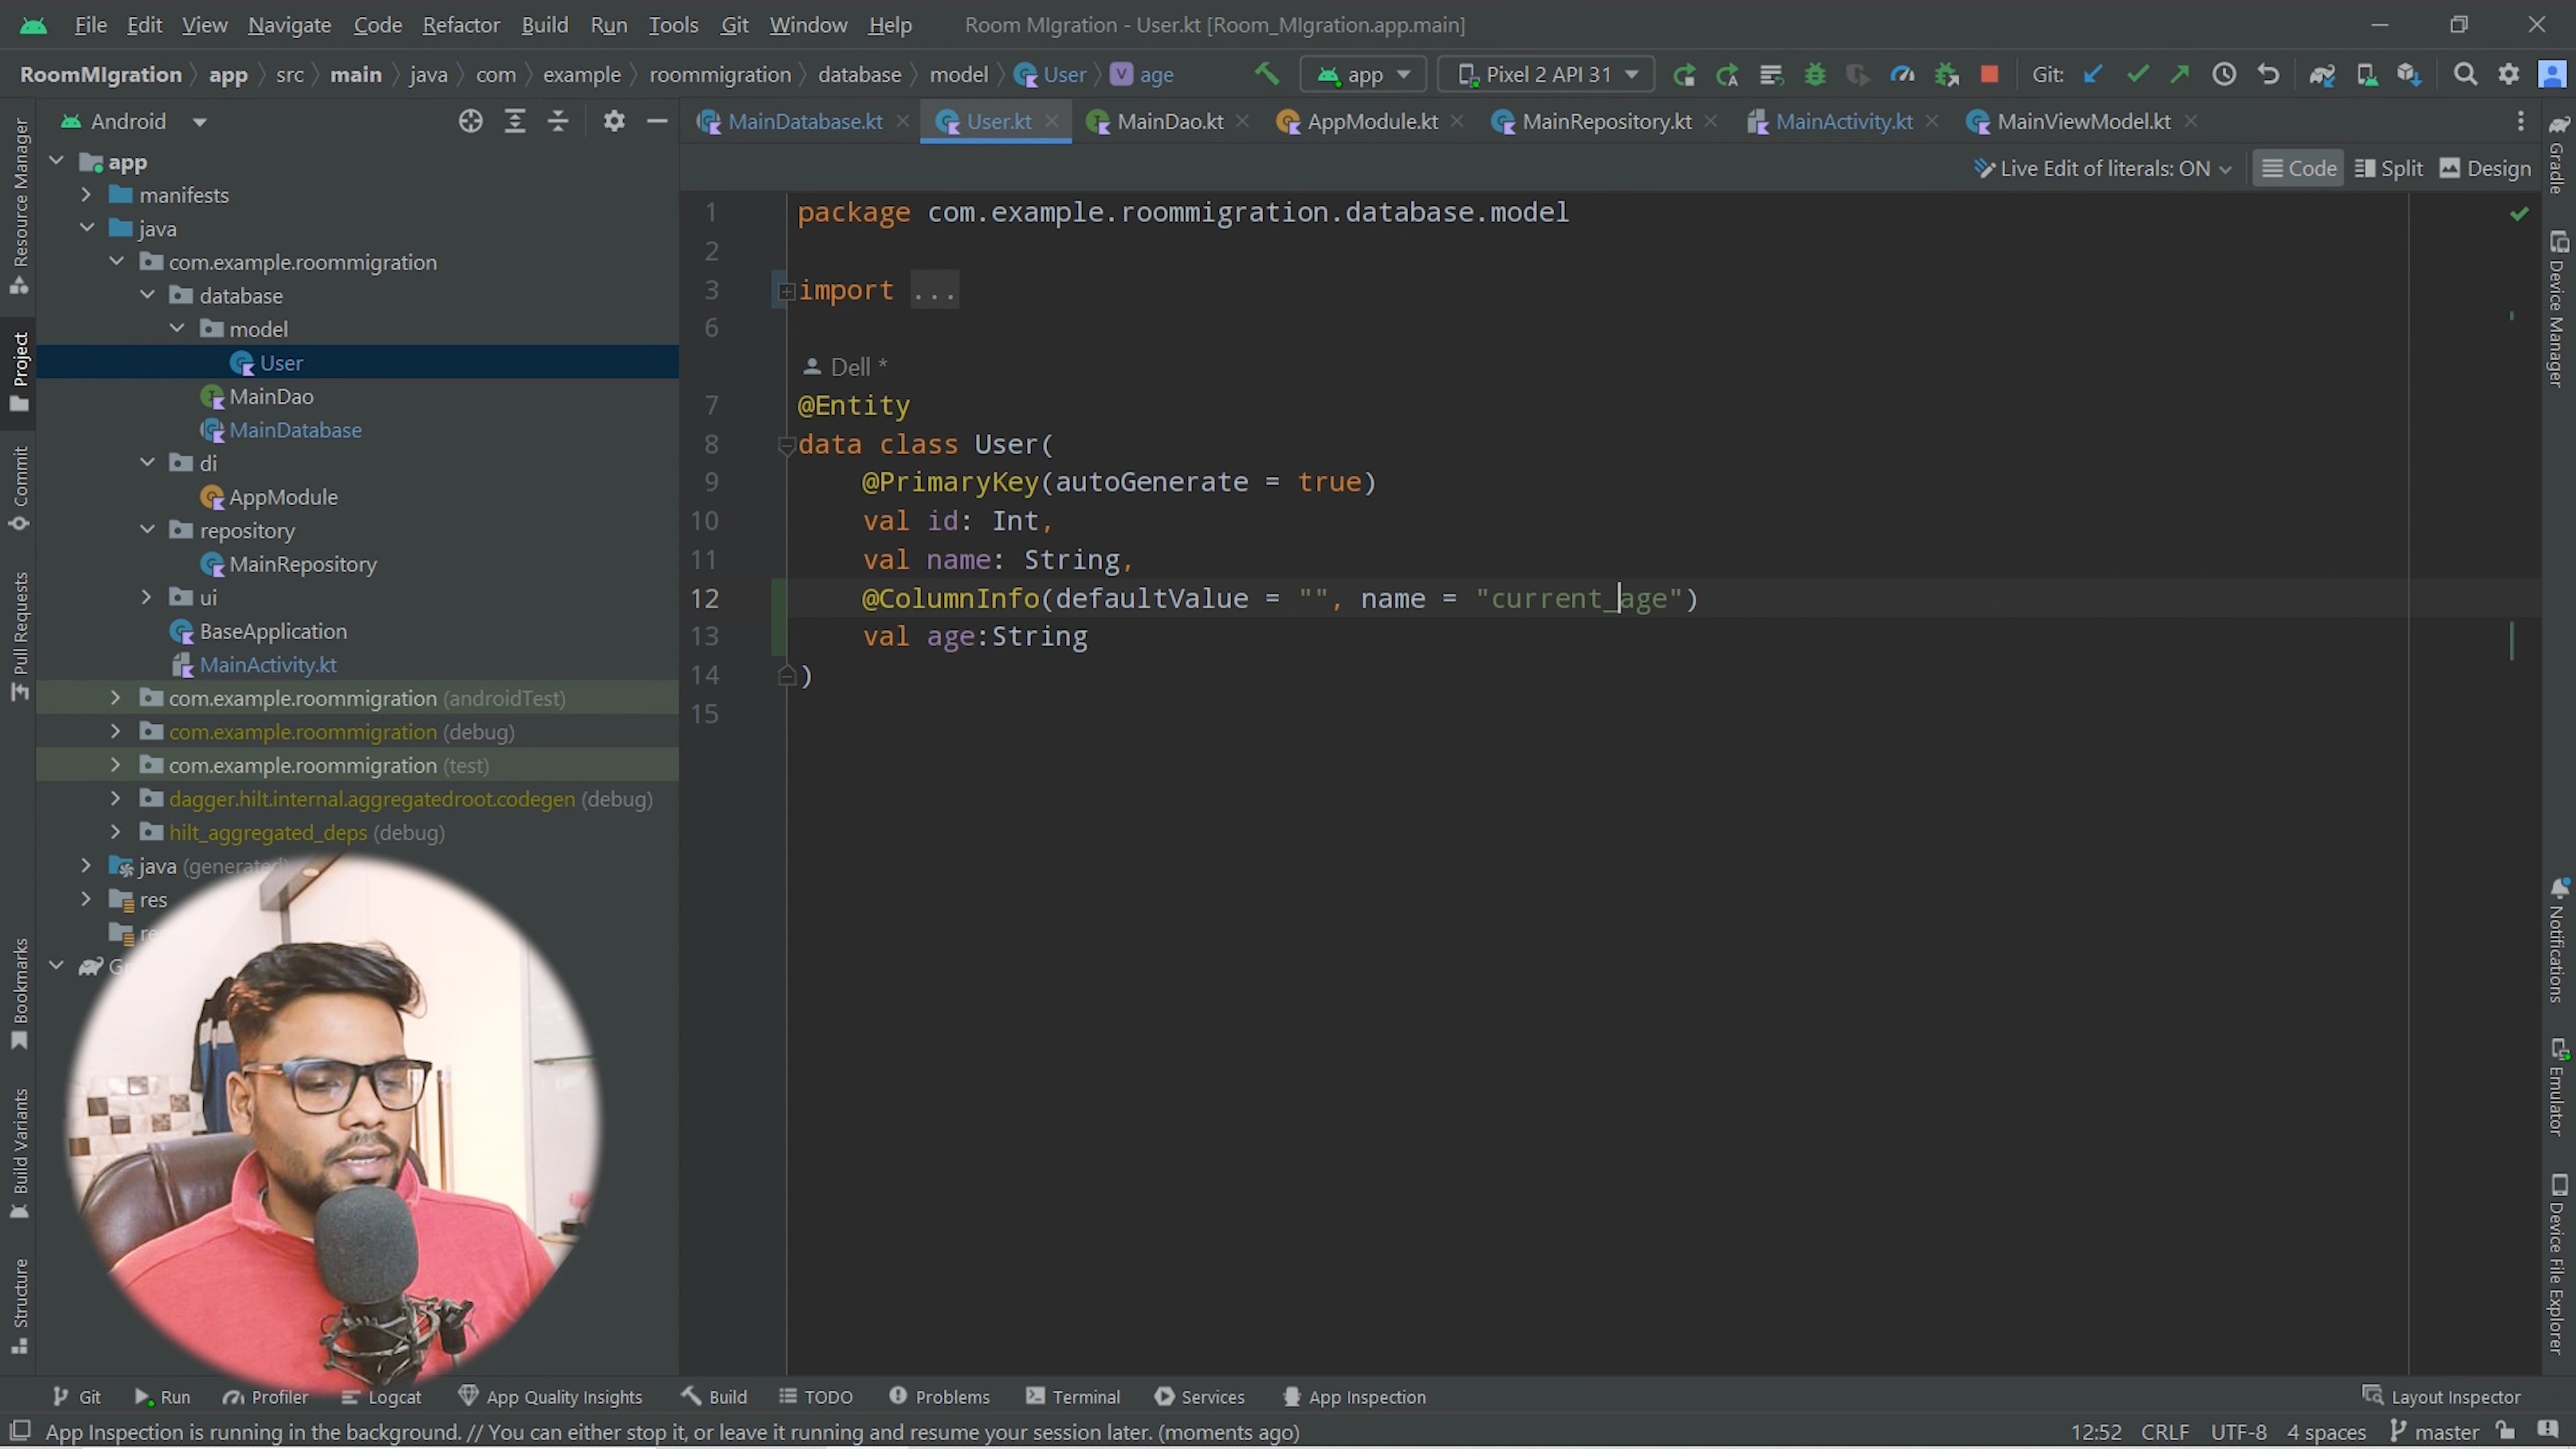 File Edit View Navigate Code Refactor Build Run Tools Git Window Help Room MIgration - User.kt [Room_MIgration.app.main]
RoomMIgration app src main java com example roommigration database model User age app Pixel 2 API 31 Git:
Android
MainDatabase.kt User.kt MainDao.kt AppModule.kt MainRepository.kt MainActivity.kt MainViewModel.kt
Live Edit of literals: ON Code Split Design
Resource Manager
Project
Commit
Pull Requests
Bookmarks
Build Variants
Structure
app
manifests
java
com.example.roommigration
database
model
User
MainDao
MainDatabase
di
AppModule
repository
MainRepository
ui
BaseApplication
MainActivity.kt
com.example.roommigration (androidTest)
com.example.roommigration (debug)
com.example.roommigration (test)
dagger.hilt.internal.aggregatedroot.codegen (debug)
hilt_aggregated_deps (debug)
java (generated)
res
1 package com.example.roommigration.database.model
2
3 import ...
6
Dell *
7 @Entity
8 data class User(
9 @PrimaryKey(autoGenerate = true)
10 val id: Int,
11 val name: String,
12 @ColumnInfo(defaultValue = "", name = "current_age")
13 val age:String
14 )
15
Gradle
Device Manager
Notifications
Emulator
Device File Explorer
Git Run Profiler Logcat App Quality Insights Build TODO Problems Terminal Services App Inspection Layout Inspector
App Inspection is running in the background. // You can either stop it, or leave it running and resume your session later. (moments ago) 12:52 CRLF UTF-8 4 spaces master